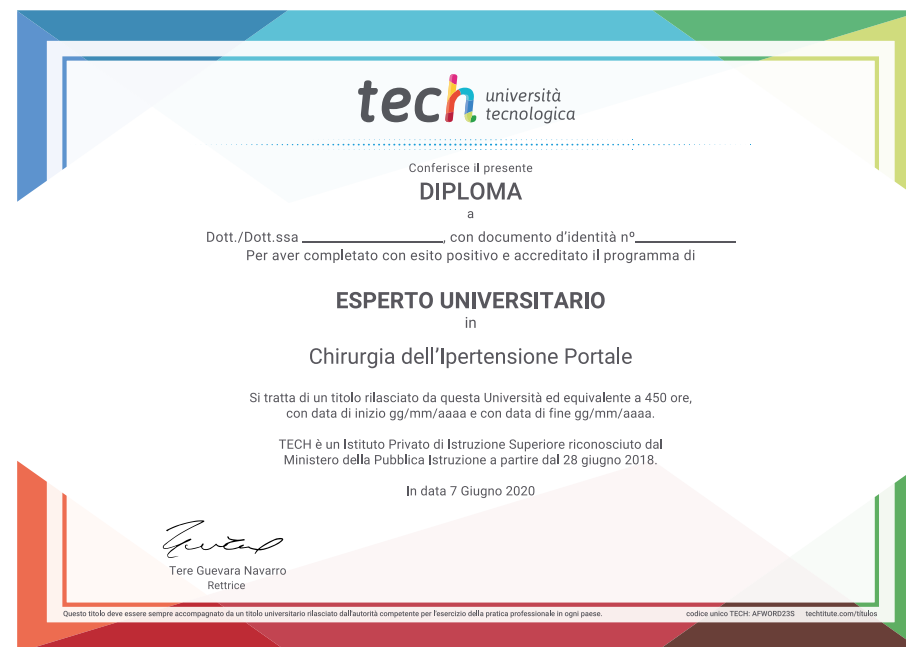 tech università
tecnologica
Conferisce il presente
DIPLOMA
a
Dott./Dott.ssa ____________________, con documento d'identità nº______________
Per aver completato con esito positivo e accreditato il programma di
ESPERTO UNIVERSITARIO
in
Chirurgia dell'Ipertensione Portale
Si tratta di un titolo rilasciato da questa Università ed equivalente a 450 ore,
con data di inizio gg/mm/aaaa e con data di fine gg/mm/aaaa.
TECH è un Istituto Privato di Istruzione Superiore riconosciuto dal
Ministero della Pubblica Istruzione a partire dal 28 giugno 2018.
In data 7 Giugno 2020
Tere Guevara Navarro
Rettrice
Questo titolo deve essere sempre accompagnato da un titolo universitario rilasciato dall'autorità competente per l'esercizio della pratica professionale in ogni paese. codice unico TECH: AFWORD23S techtitute.com/títulos